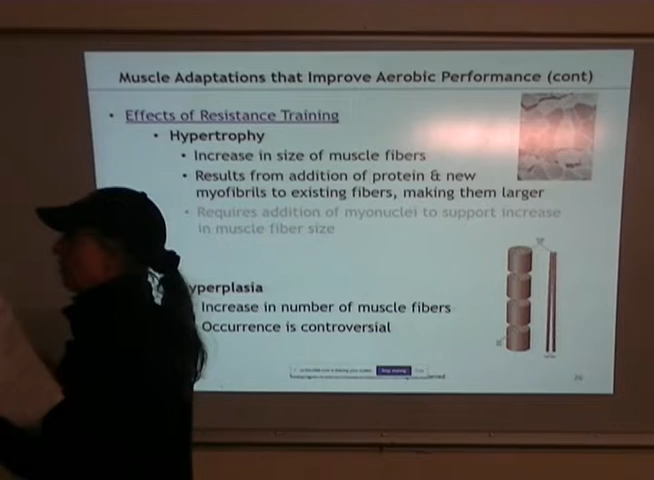 Muscle Adaptations that Improve Aerobic Performance (cont)
• Effects of Resistance Training
• Hypertrophy
• Increase in size of muscle fibers
• Results from addition of protein & new
myofibrils to existing fibers, making them larger
• Requires addition of myonuclei to support increase
in muscle fiber size
yperplasia
Increase in number of muscle fibers
Occurrence is controversial